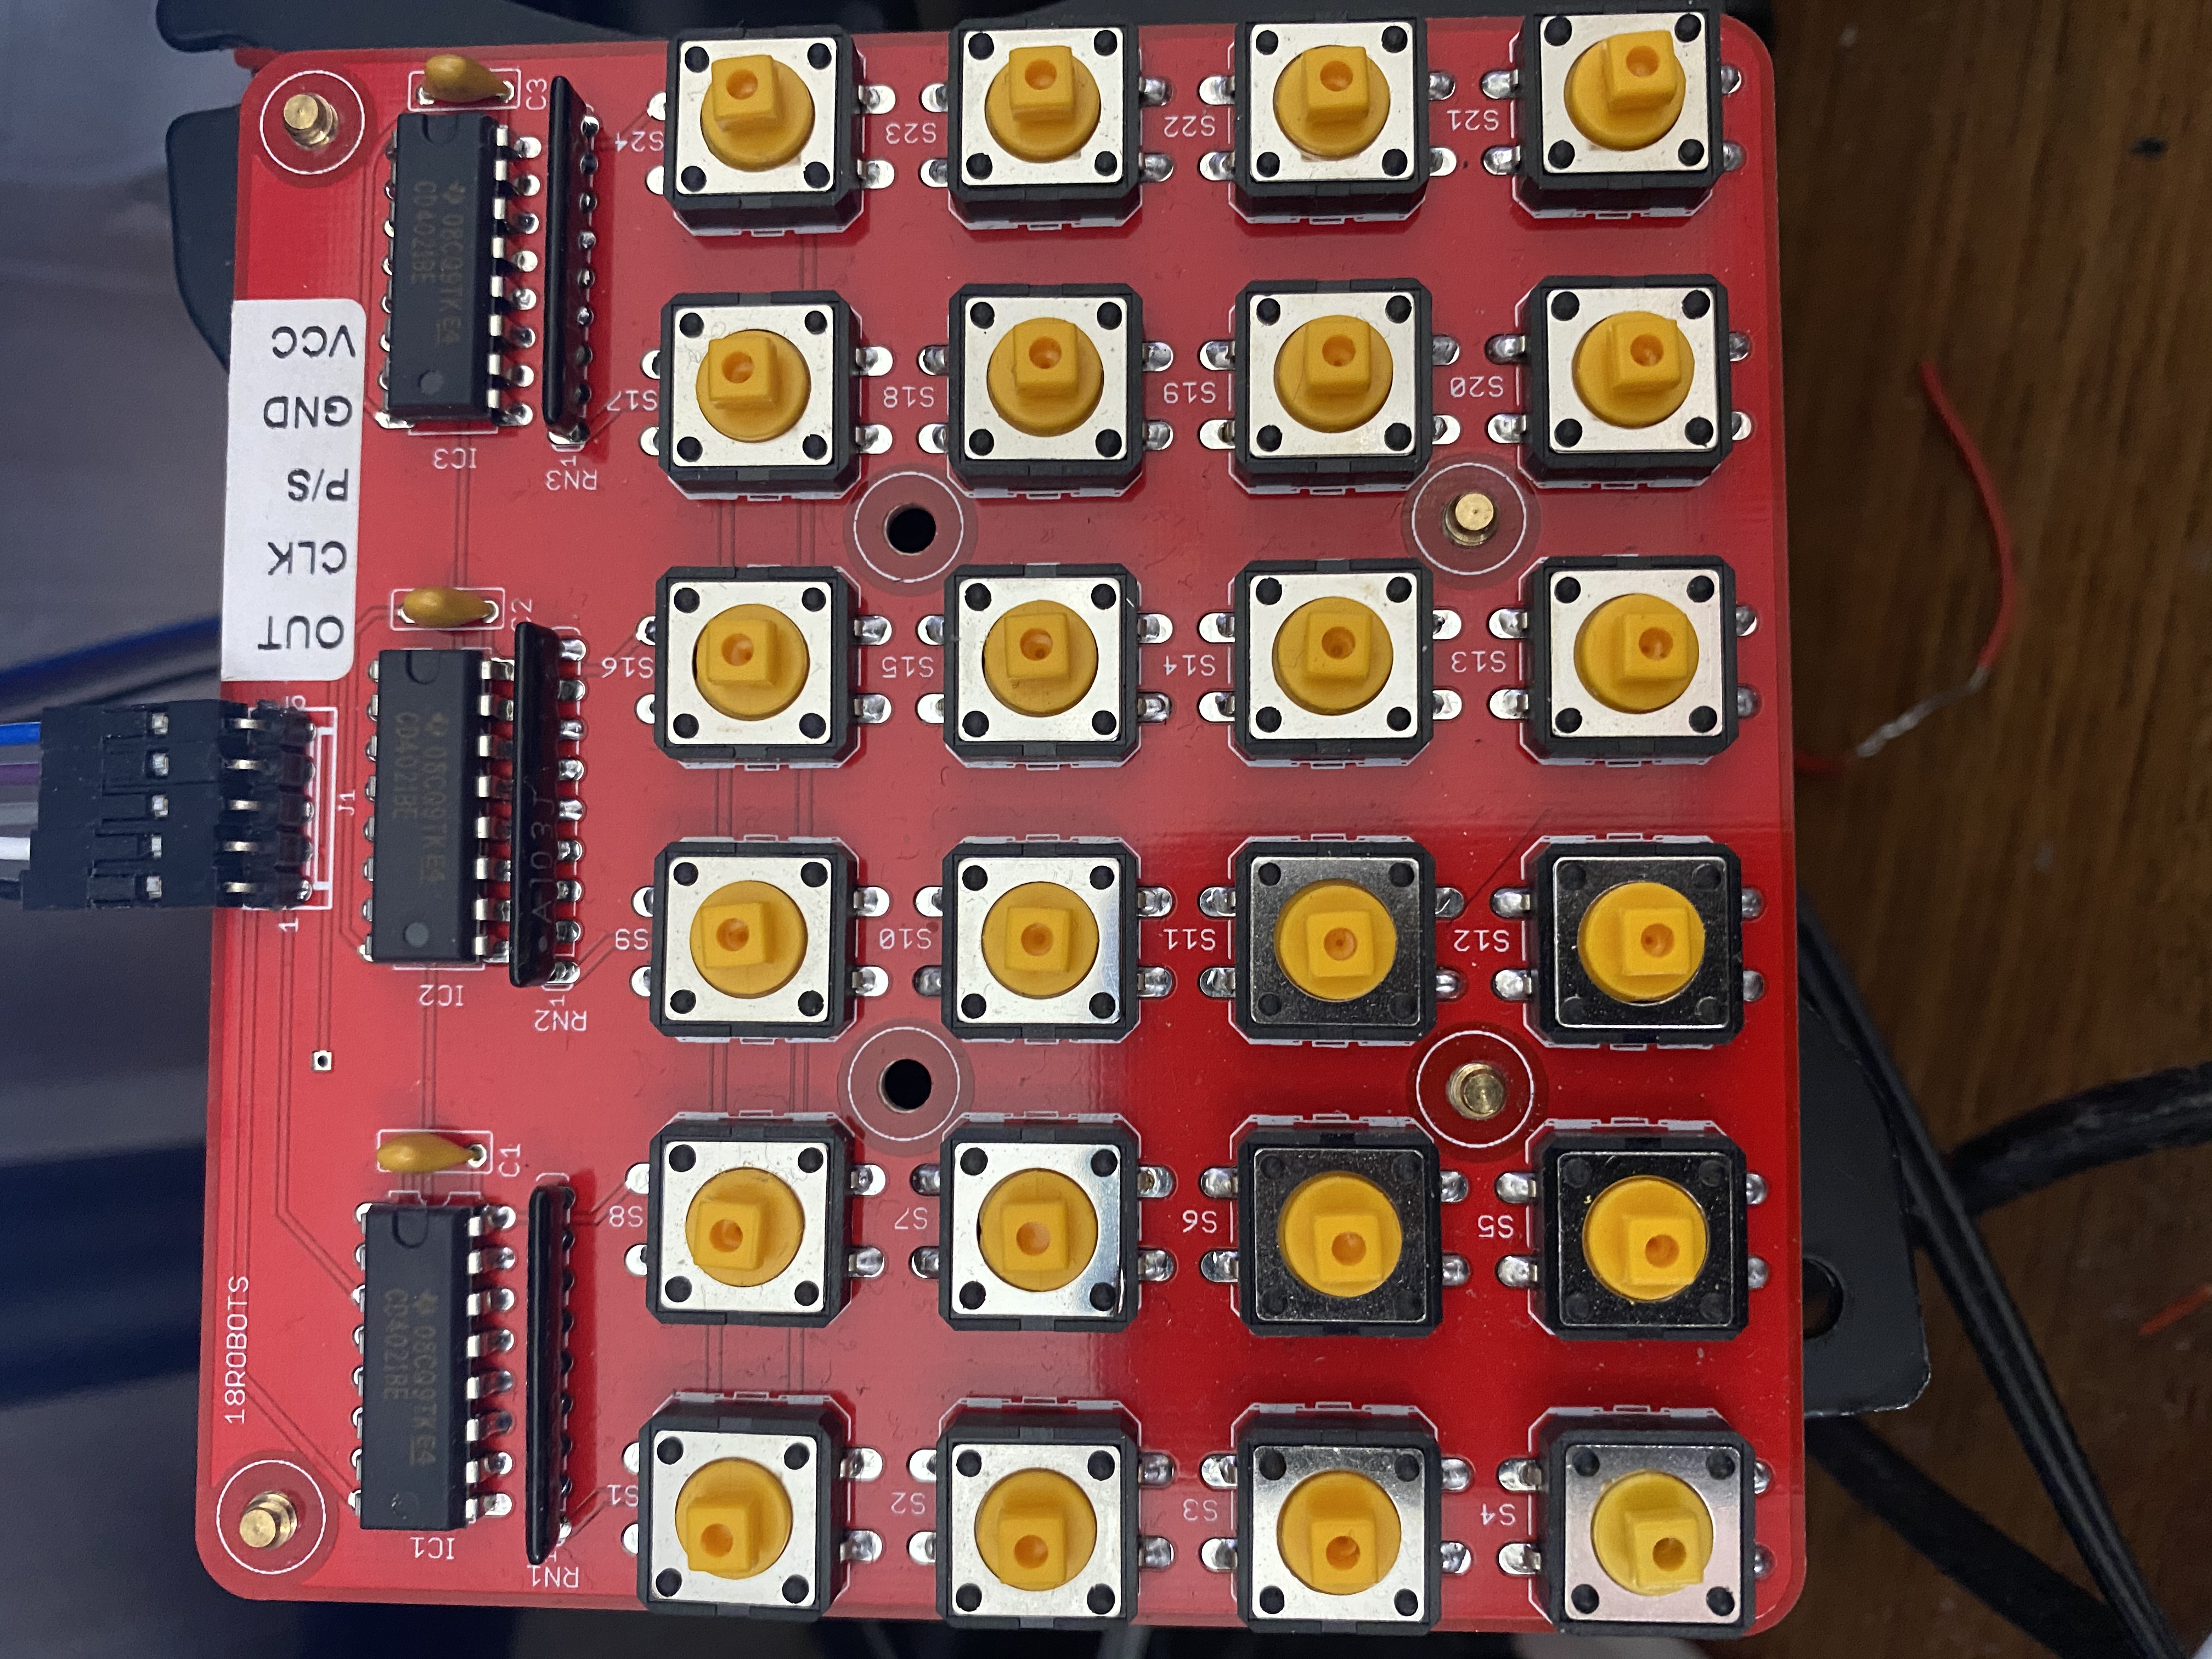 18ROBOTS
1
5
J1
OUT
CLK
P/S
GND
VCC
IC1
08CQ9TK E4
CD4021BE
C1
IC2
08CQ9TK E4
CD4021BE
C2
IC3
08CQ9TK E4
CD4021BE
C3
RN1
RN2
1
A103J
RN3
1
S1
S8
S9
S16
S17
S24
S2
S7
S10
S15
S18
S23
S3
S6
S11
S14
S19
S22
S4
S5
S12
S13
S20
S21